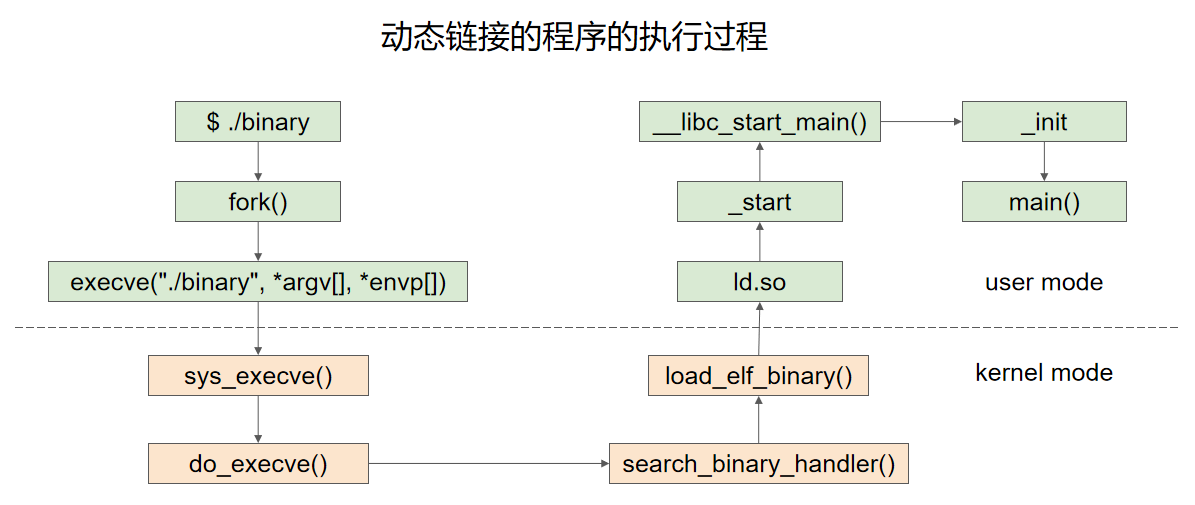 动态链接的程序的执行过程
$ ./binary
fork()
execve("./binary", *argv[], *envp[])
sys_execve()
do_execve()
search_binary_handler()
load_elf_binary()
ld.so
_start
__libc_start_main()
_init
main()
user mode
kernel mode